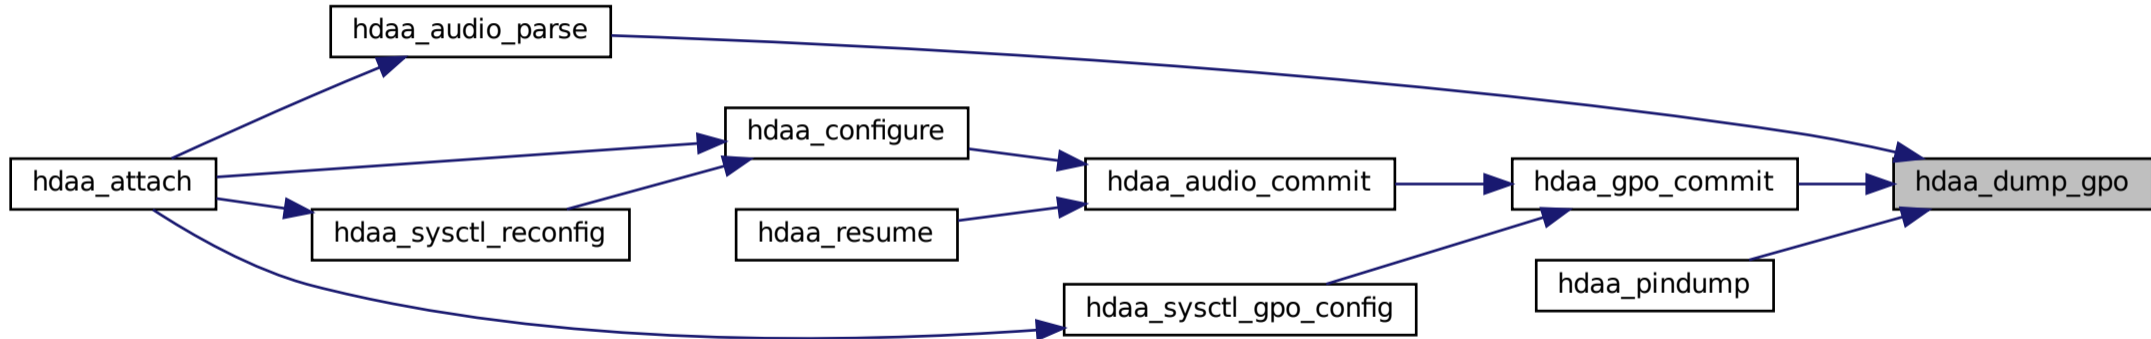 hdaa_audio_parse
hdaa_configure
hdaa_attach
hdaa_audio_commit
hdaa_gpo_commit
hdaa_dump_gpo
hdaa_sysctl_reconfig
hdaa_resume
hdaa_pindump
hdaa_sysctl_gpo_config